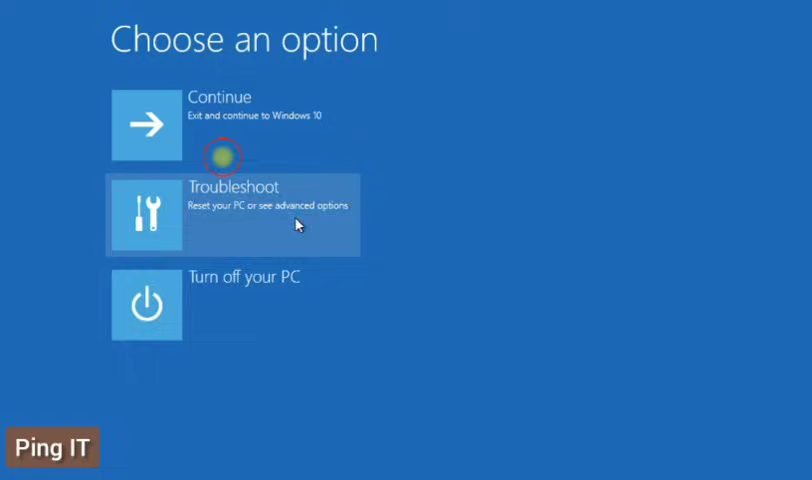 Choose an option
Continue
Exit and continue to Windows 10
Troubleshoot
Reset your PC or see advanced options
Turn off your PC
Ping IT